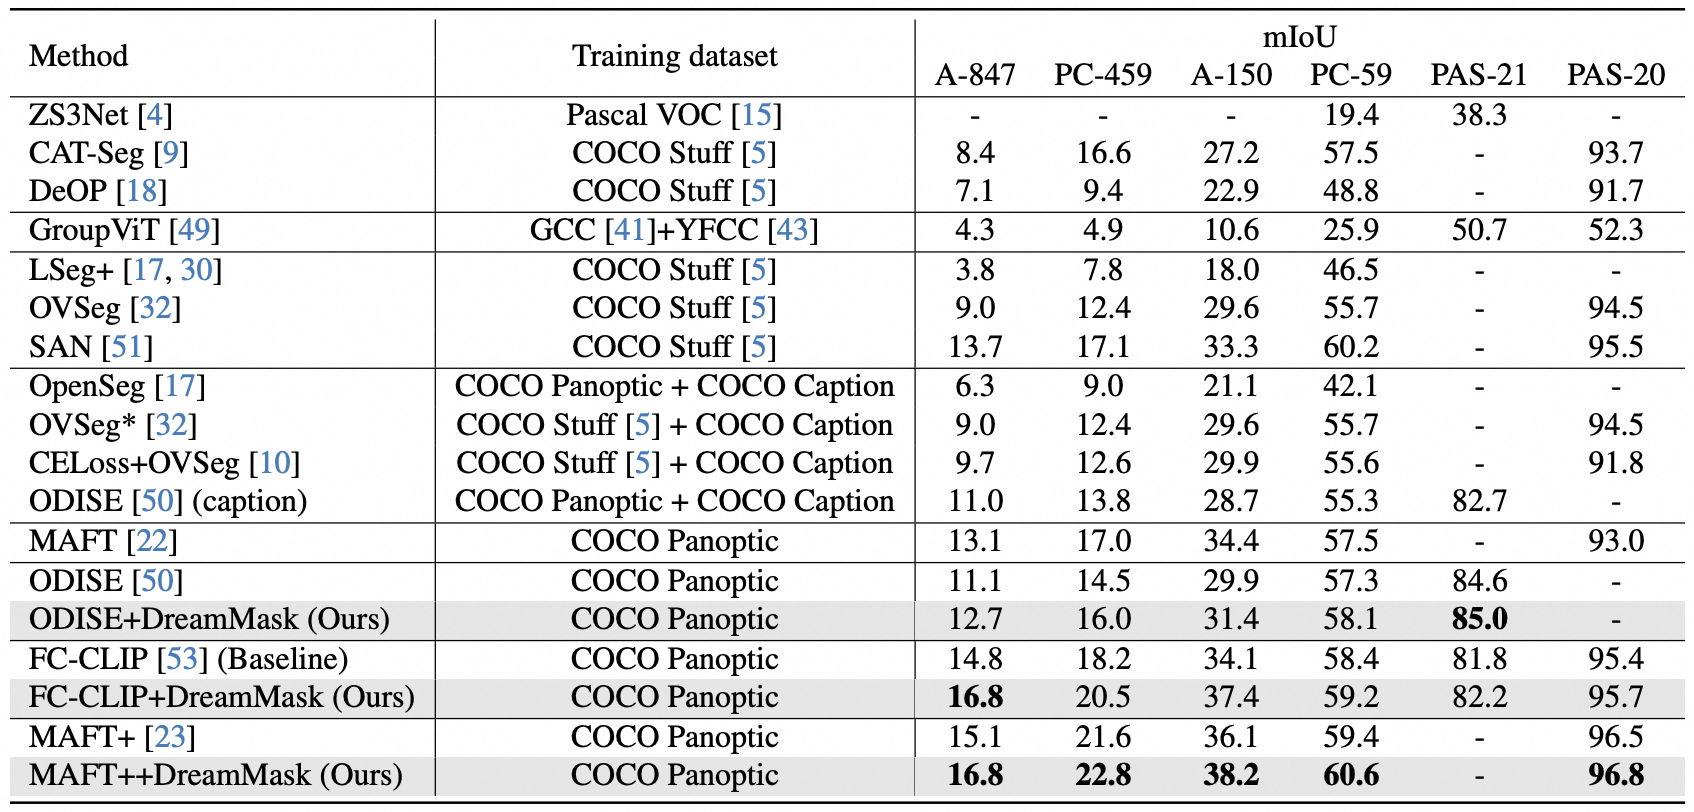 Method Training dataset mIoU
A-847 PC-459 A-150 PC-59 PAS-21 PAS-20
ZS3Net [4] Pascal VOC [15] - - - 19.4 38.3 -
CAT-Seg [9] COCO Stuff [5] 8.4 16.6 27.2 57.5 - 93.7
DeOP [18] COCO Stuff [5] 7.1 9.4 22.9 48.8 - 91.7
GroupViT [49] GCC [41]+YFCC [43] 4.3 4.9 10.6 25.9 50.7 52.3
LSeg+ [17, 30] COCO Stuff [5] 3.8 7.8 18.0 46.5 - -
OVSeg [32] COCO Stuff [5] 9.0 12.4 29.6 55.7 - 94.5
SAN [51] COCO Stuff [5] 13.7 17.1 33.3 60.2 - 95.5
OpenSeg [17] COCO Panoptic + COCO Caption 6.3 9.0 21.1 42.1 - -
OVSeg* [32] COCO Stuff [5] + COCO Caption 9.0 12.4 29.6 55.7 - 94.5
CELoss+OVSeg [10] COCO Stuff [5] + COCO Caption 9.7 12.6 29.9 55.6 - 91.8
ODISE [50] (caption) COCO Panoptic + COCO Caption 11.0 13.8 28.7 55.3 82.7 -
MAFT [22] COCO Panoptic 13.1 17.0 34.4 57.5 - 93.0
ODISE [50] COCO Panoptic 11.1 14.5 29.9 57.3 84.6 -
ODISE+DreamMask (Ours) COCO Panoptic 12.7 16.0 31.4 58.1 85.0 -
FC-CLIP [53] (Baseline) COCO Panoptic 14.8 18.2 34.1 58.4 81.8 95.4
FC-CLIP+DreamMask (Ours) COCO Panoptic 16.8 20.5 37.4 59.2 82.2 95.7
MAFT+ [23] COCO Panoptic 15.1 21.6 36.1 59.4 - 96.5
MAFT++DreamMask (Ours) COCO Panoptic 16.8 22.8 38.2 60.6 - 96.8